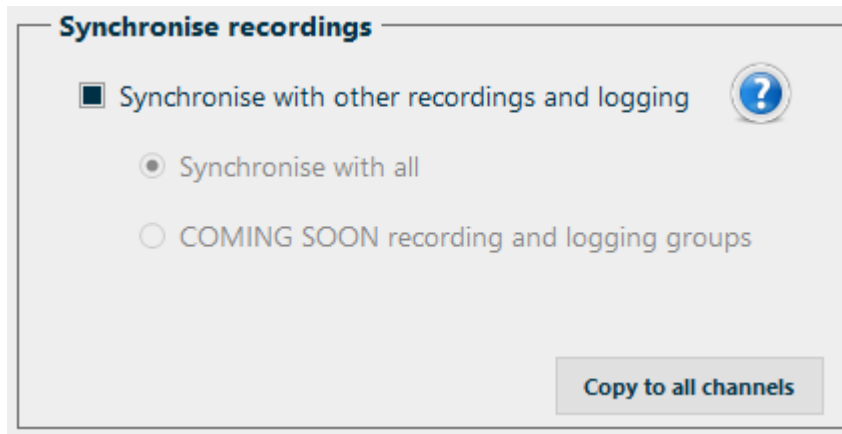 Synchronise recordings
Synchronise with other recordings and logging
?
Synchronise with all
COMING SOON recording and logging groups
Copy to all channels